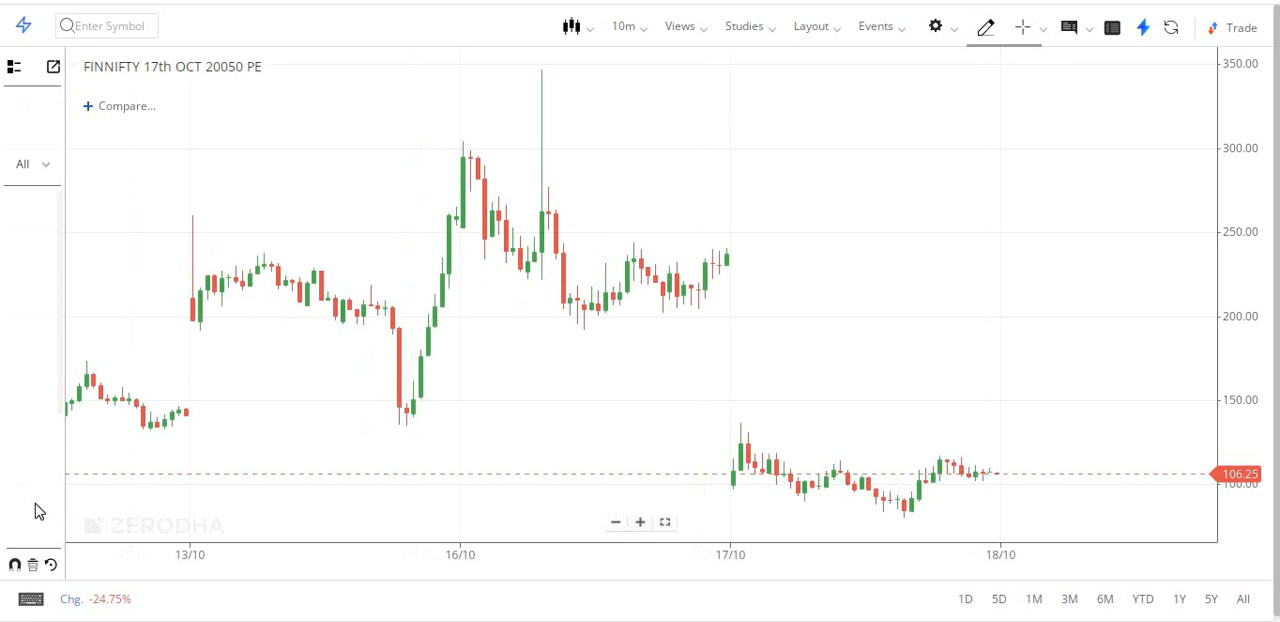 Enter Symbol
10m Views Studies Layout Events Trade
FINNIFTY 17th OCT 20050 PE
+ Compare...
All
350.00
300.00
250.00
200.00
150.00
106.25
100.00
ZERODHA
13/10 16/10 17/10 18/10
Chg. -24.75% 1D 5D 1M 3M 6M YTD 1Y 5Y All